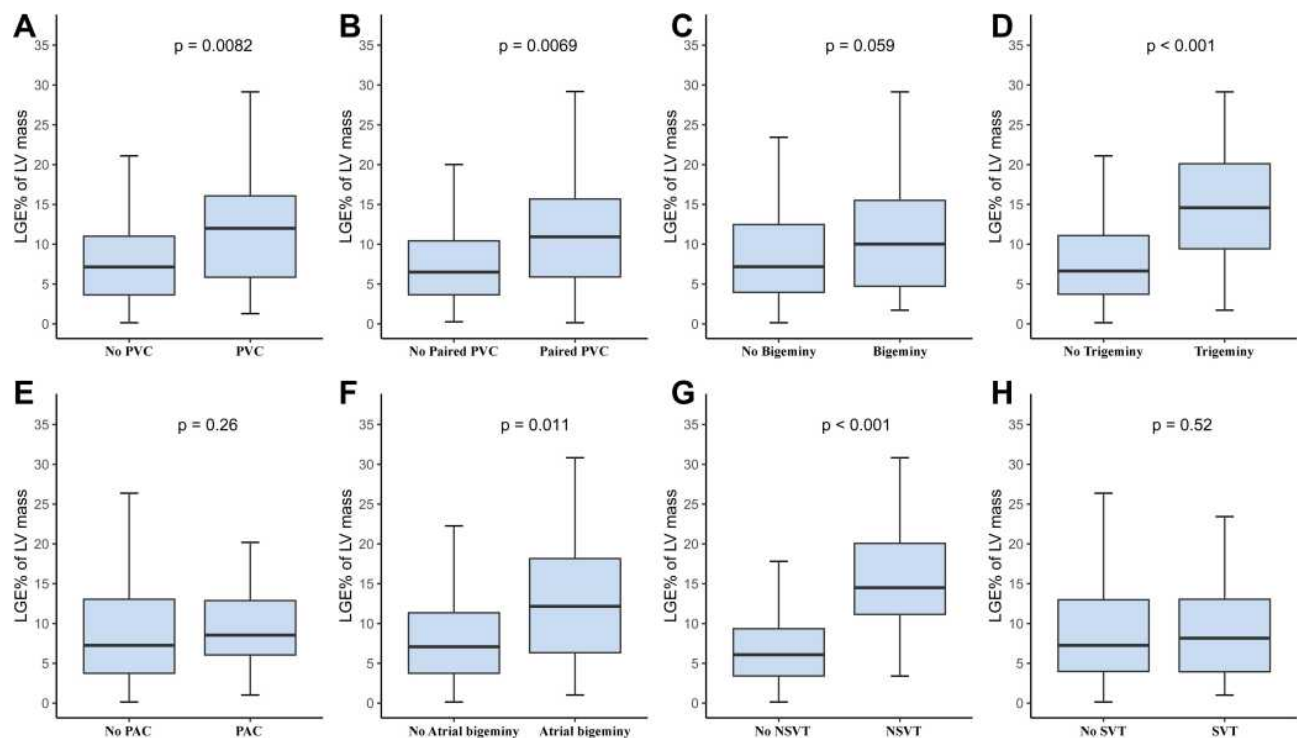 A
p = 0.0082
LGE% of LV mass
35
30
25
20
15
10
5
0
No PVC PVC
B
p = 0.0069
LGE% of LV mass
35
30
25
20
15
10
5
0
No Paired PVC Paired PVC
C
p = 0.059
LGE% of LV mass
35
30
25
20
15
10
5
0
No Bigeminy Bigeminy
D
p < 0.001
LGE% of LV mass
35
30
25
20
15
10
5
0
No Trigeminy Trigeminy
E
p = 0.26
LGE% of LV mass
35
30
25
20
15
10
5
0
No PAC PAC
F
p = 0.011
LGE% of LV mass
35
30
25
20
15
10
5
0
No Atrial bigeminy Atrial bigeminy
G
p < 0.001
LGE% of LV mass
35
30
25
20
15
10
5
0
No NSVT NSVT
H
p = 0.52
LGE% of LV mass
35
30
25
20
15
10
5
0
No SVT SVT